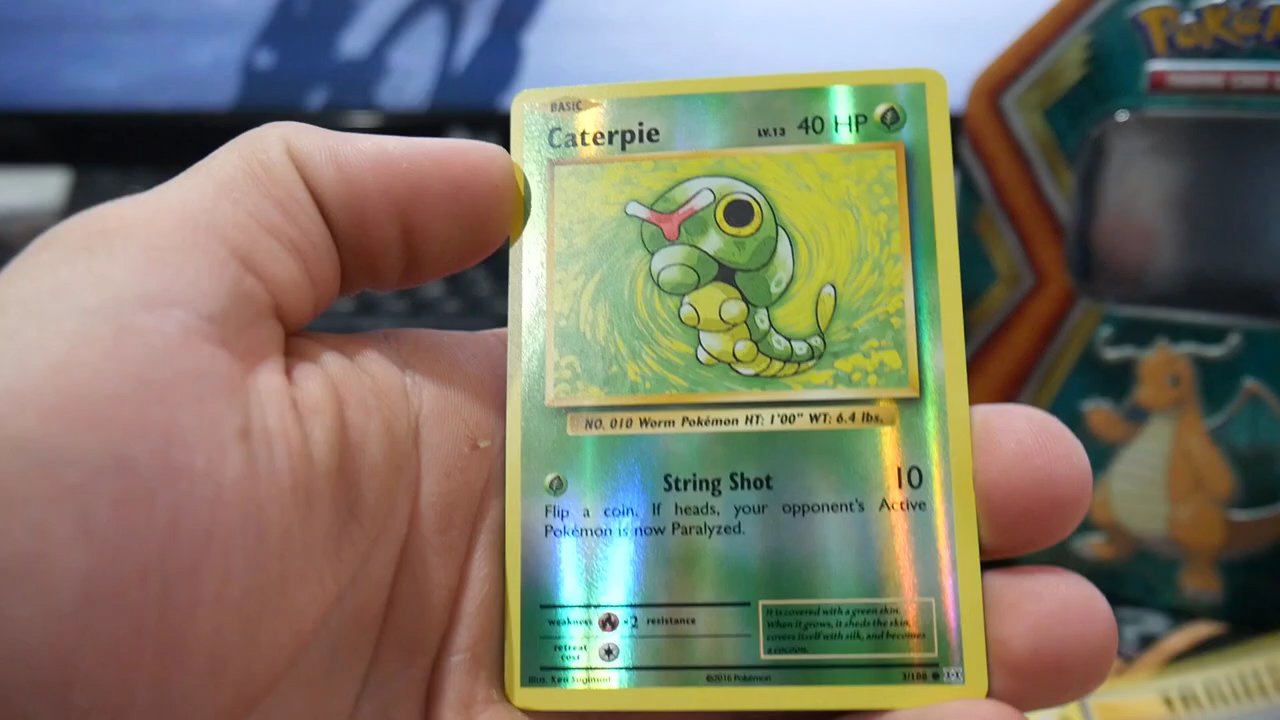 BASIC
Caterpie LV.13 40 HP
NO. 010 Worm Pokémon HT: 1'00" WT: 6.4 lbs.
String Shot 10
Flip a coin. If heads, your opponent's Active
Pokémon is now Paralyzed.
weakness ×2 resistance
retreat
cost
It is covered with a green skin.
When it grows, it sheds the skin,
covers itself with silk, and becomes
a cocoon.
Illus. Ken Sugimori ©2016 Pokémon 3/108
POKéM